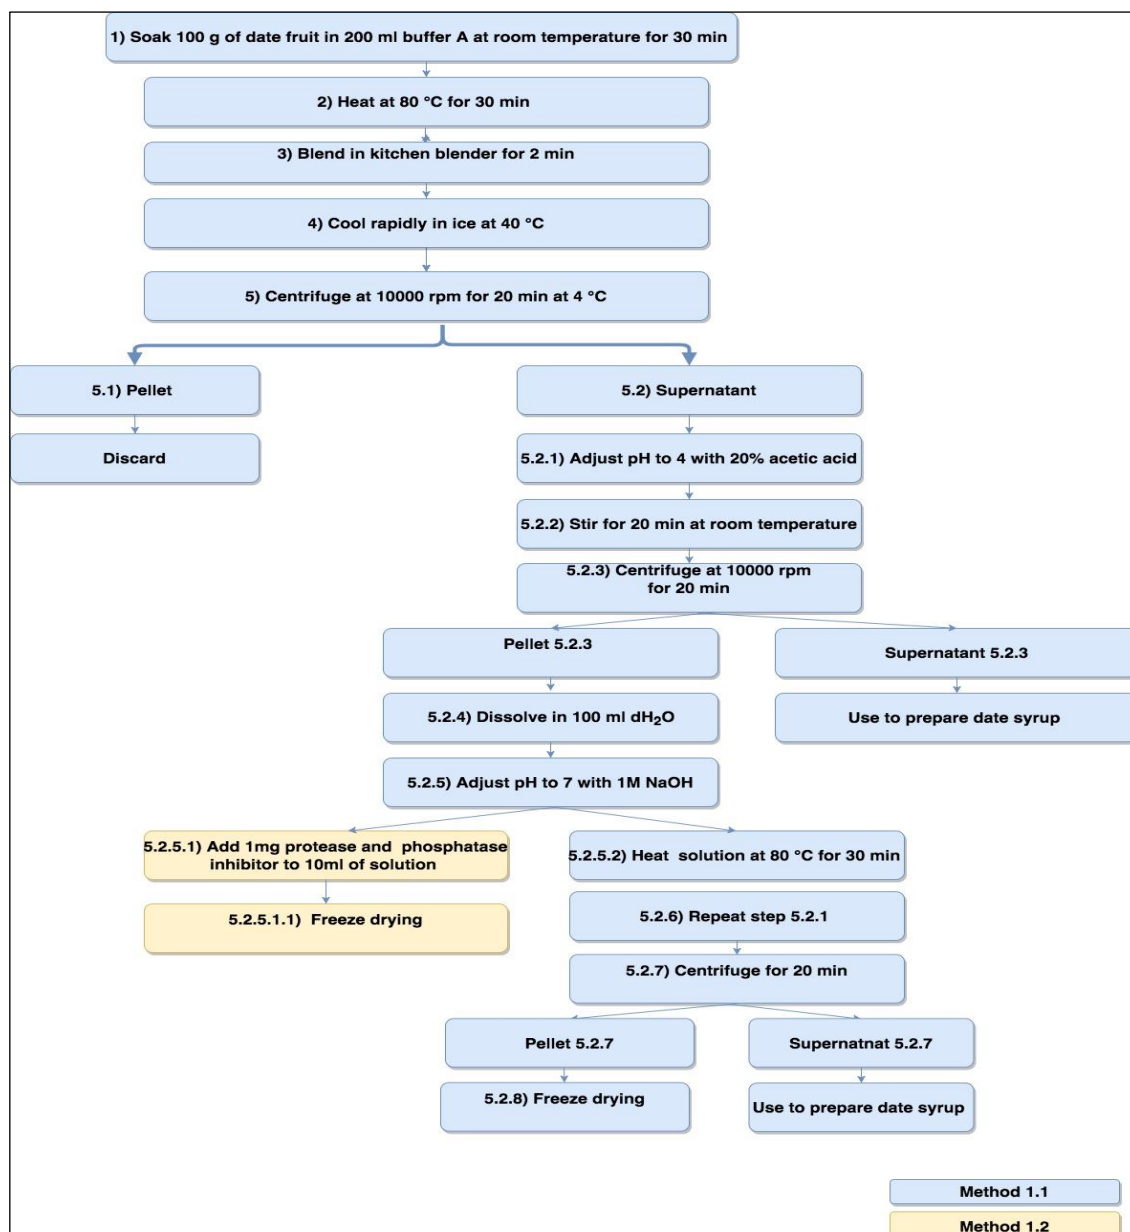 1) Soak 100 g of date fruit in 200 ml buffer A at room temperature for 30 min
2) Heat at 80 °C for 30 min
3) Blend in kitchen blender for 2 min
4) Cool rapidly in ice at 40 °C
5) Centrifuge at 10000 rpm for 20 min at 4 °C
5.1) Pellet
5.2) Supernatant
Discard
5.2.1) Adjust pH to 4 with 20% acetic acid
5.2.2) Stir for 20 min at room temperature
5.2.3) Centrifuge at 10000 rpm
for 20 min
Pellet 5.2.3
Supernatant 5.2.3
5.2.4) Dissolve in 100 ml dH₂O
Use to prepare date syrup
5.2.5) Adjust pH to 7 with 1M NaOH
5.2.5.1) Add 1mg protease and phosphatase
inhibitor to 10ml of solution
5.2.5.2) Heat solution at 80 °C for 30 min
5.2.5.1.1) Freeze drying
5.2.6) Repeat step 5.2.1
5.2.7) Centrifuge for 20 min
Pellet 5.2.7
Supernatnat 5.2.7
5.2.8) Freeze drying
Use to prepare date syrup
Method 1.1
Method 1.2